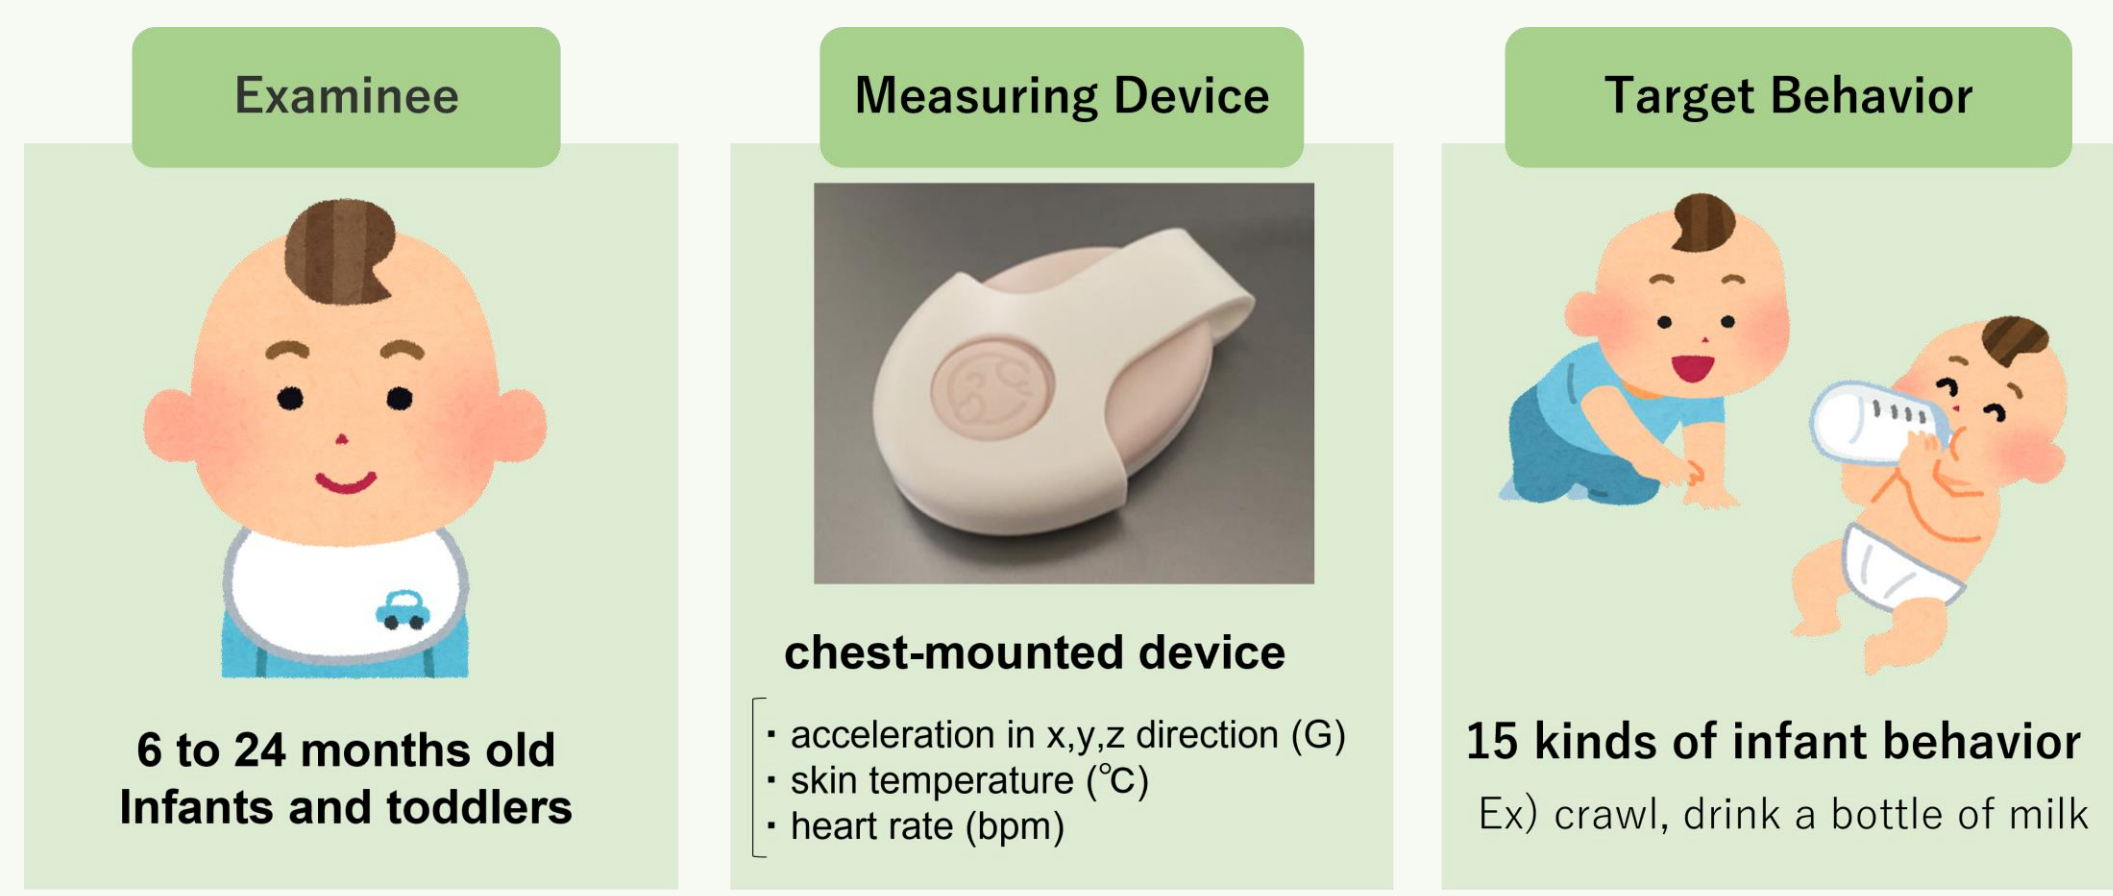 Examinee
6 to 24 months old
Infants and toddlers
Measuring Device
chest-mounted device
・acceleration in x,y,z direction (G)
・skin temperature (℃)
・heart rate (bpm)
Target Behavior
15 kinds of infant behavior
Ex) crawl, drink a bottle of milk